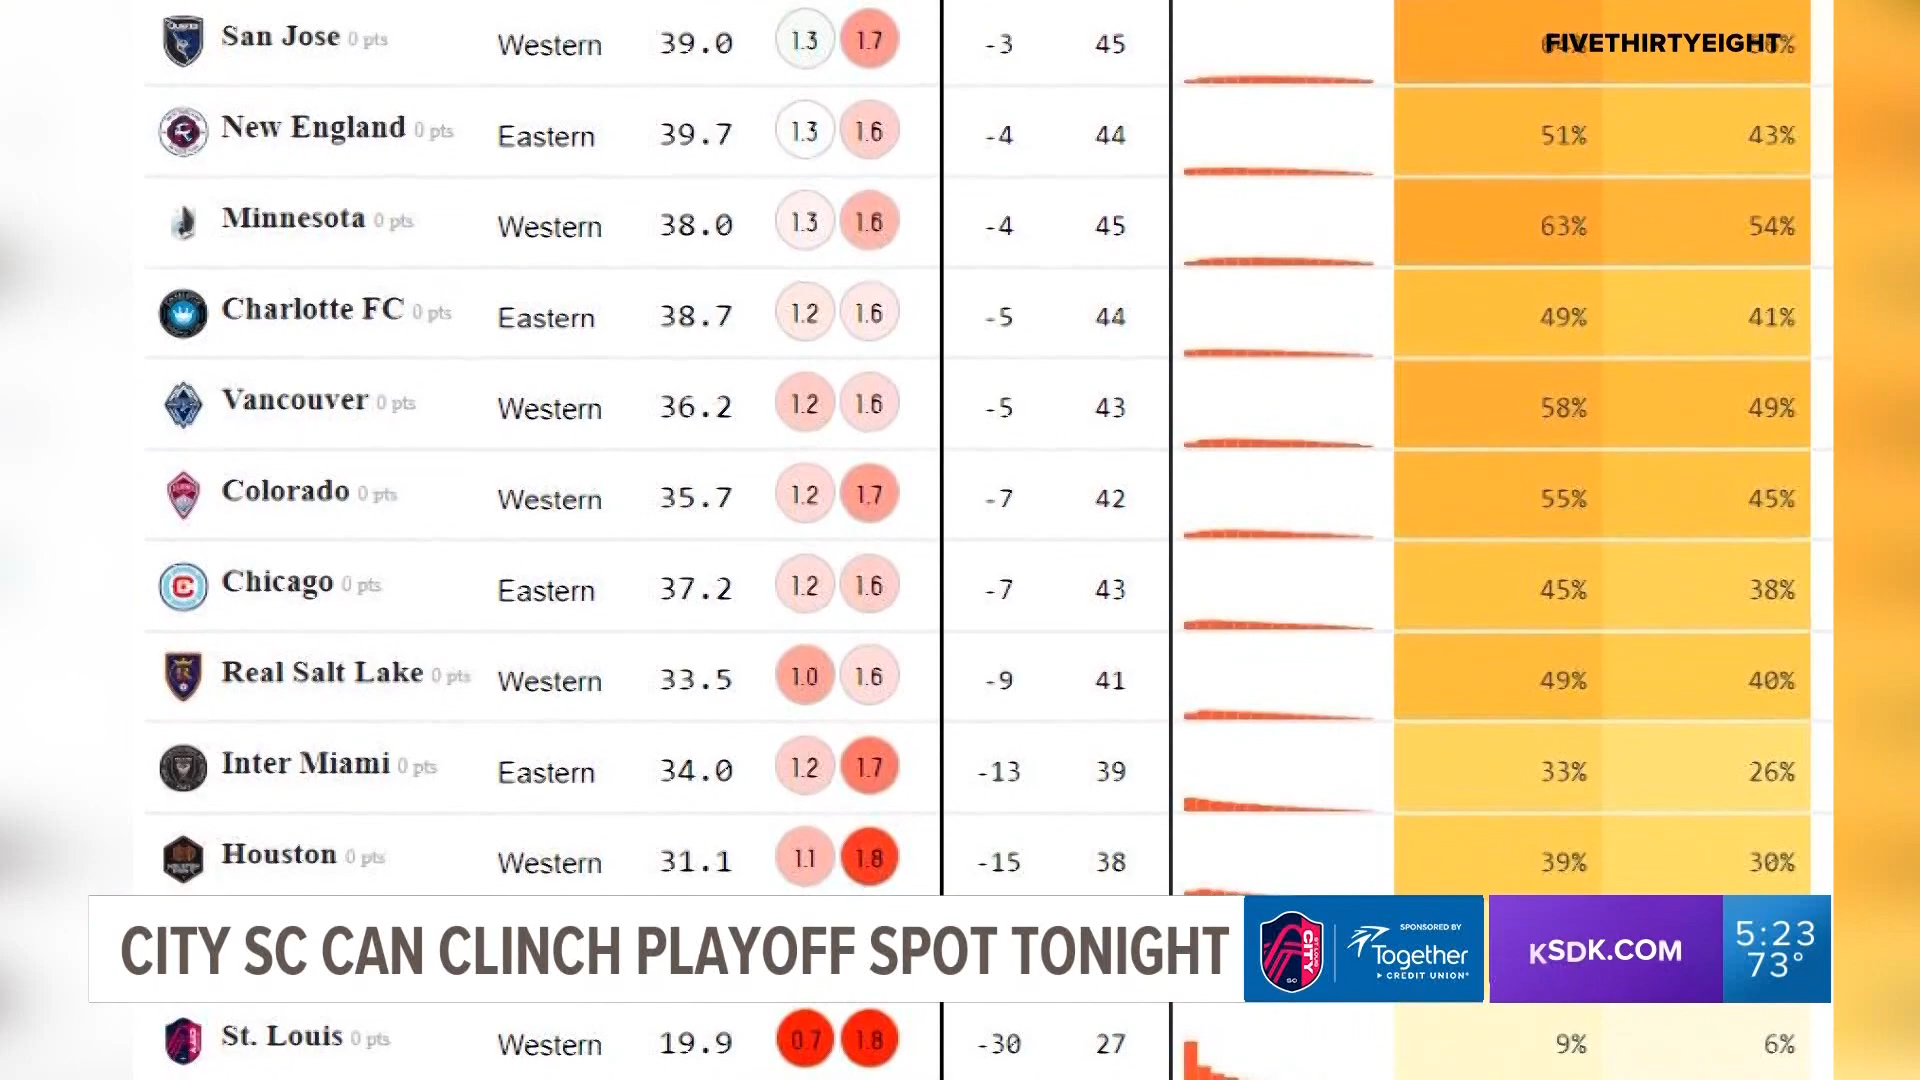 San Jose 0 pts Western 39.0 1.3 1.7 -3 45
FIVETHIRTYEIGHT
New England 0 pts Eastern 39.7 1.3 1.6 -4 44 51% 43%
Minnesota 0 pts Western 38.0 1.3 1.6 -4 45 63% 54%
Charlotte FC 0 pts Eastern 38.7 1.2 1.6 -5 44 49% 41%
Vancouver 0 pts Western 36.2 1.2 1.6 -5 43 58% 49%
Colorado 0 pts Western 35.7 1.2 1.7 -7 42 55% 45%
Chicago 0 pts Eastern 37.2 1.2 1.6 -7 43 45% 38%
Real Salt Lake 0 pts Western 33.5 1.0 1.6 -9 41 49% 40%
Inter Miami 0 pts Eastern 34.0 1.2 1.7 -13 39 33% 26%
Houston 0 pts Western 31.1 1.1 1.8 -15 38 39% 30%
CITY SC CAN CLINCH PLAYOFF SPOT TONIGHT
CITY
SC
SPONSORED BY
Together
CREDIT UNION
KSDK.COM
5:23
73°
St. Louis 0 pts Western 19.9 0.7 1.8 -30 27 9% 6%